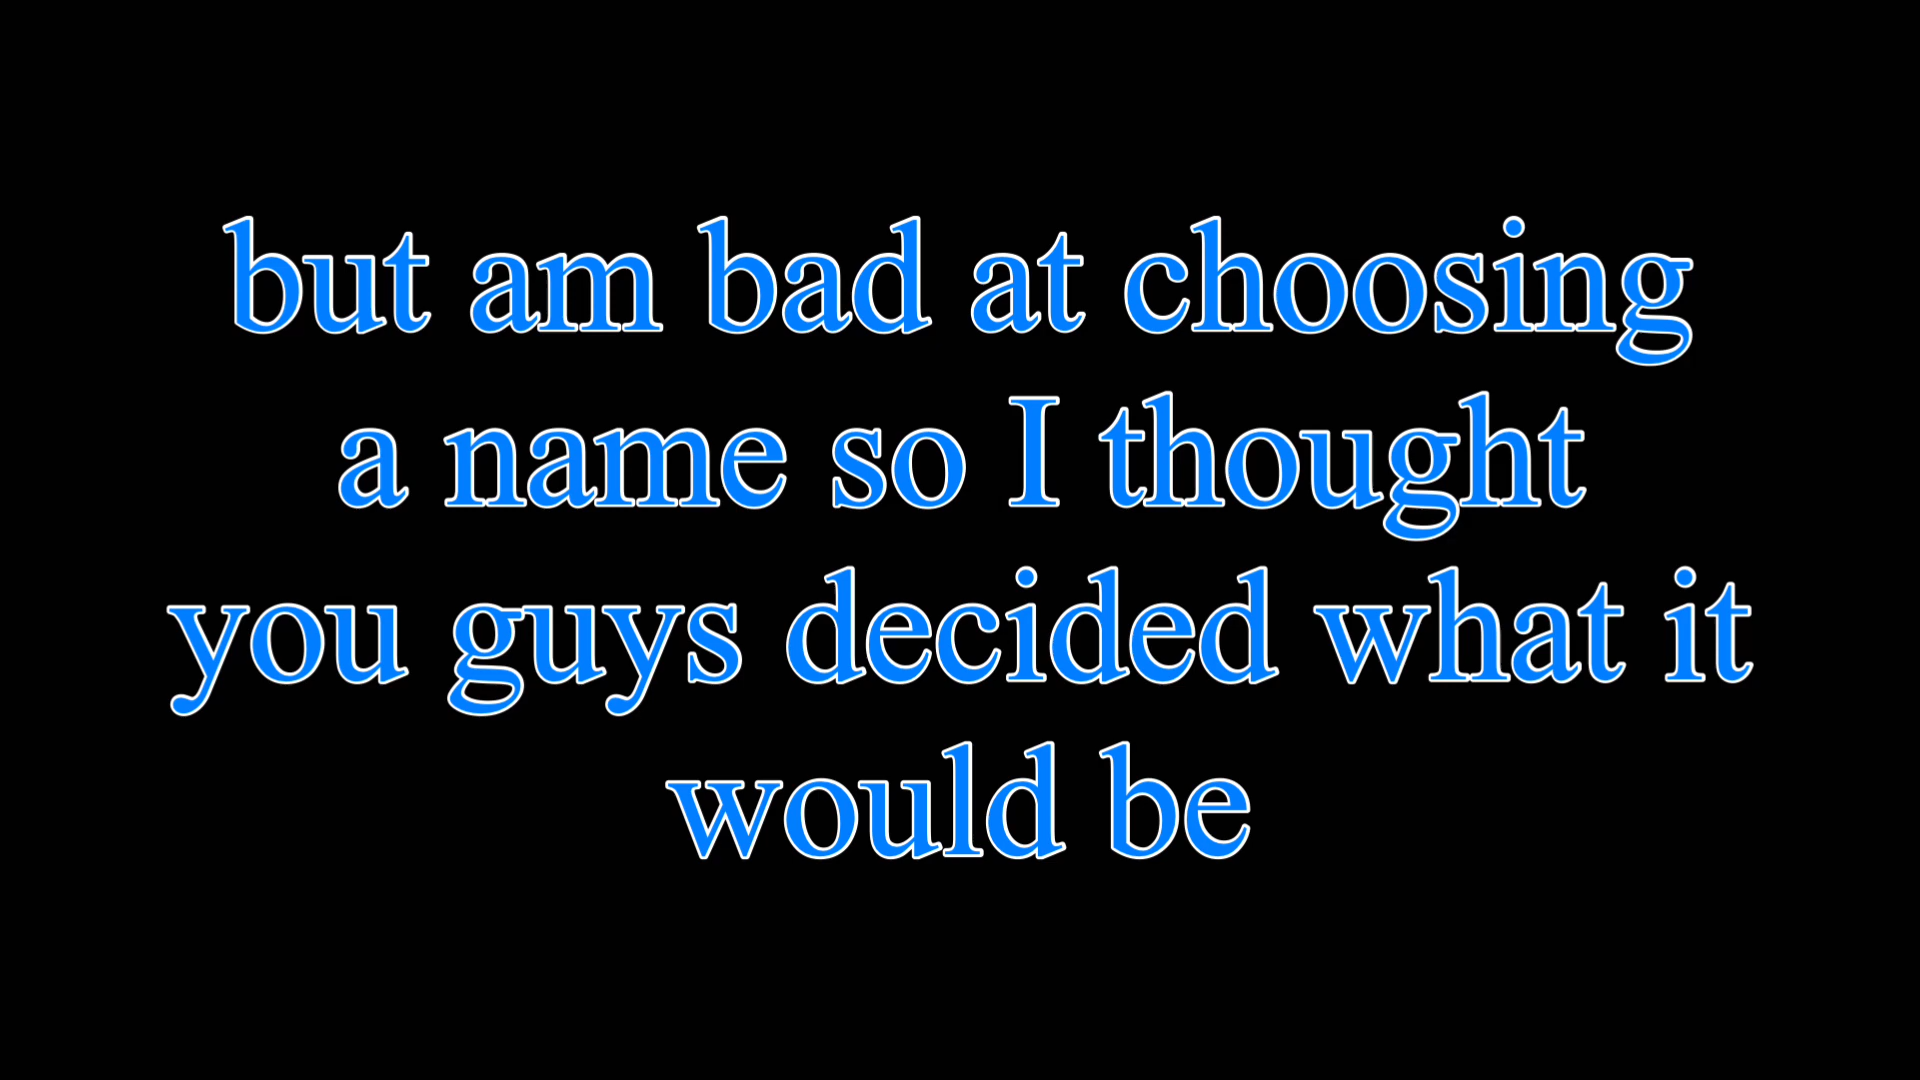 but am bad at choosing
a name so I thought
you guys decided what it
would be